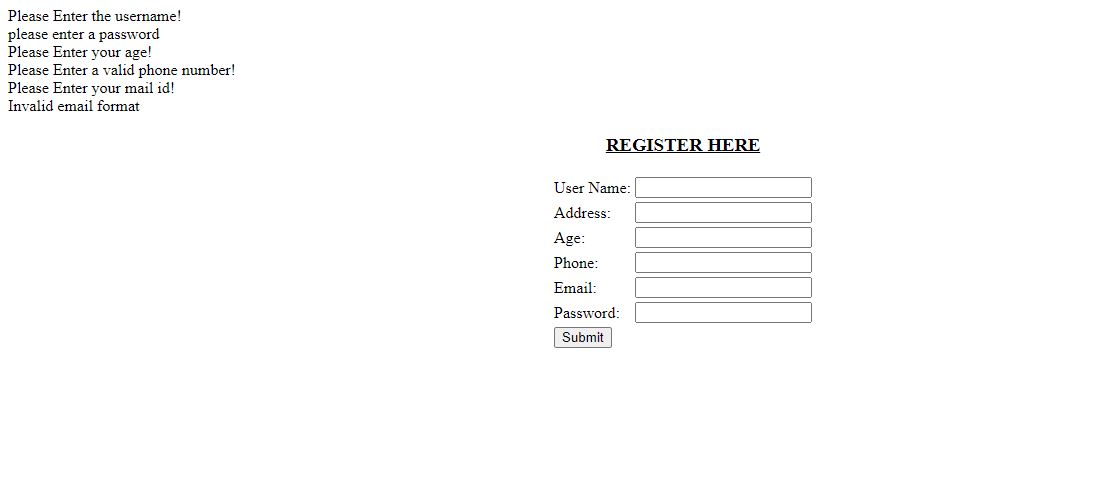 Please Enter the username!
please enter a password
Please Enter your age!
Please Enter a valid phone number!
Please Enter your mail id!
Invalid email format
REGISTER HERE
User Name:
Address:
Age:
Phone:
Email:
Password:
Submit